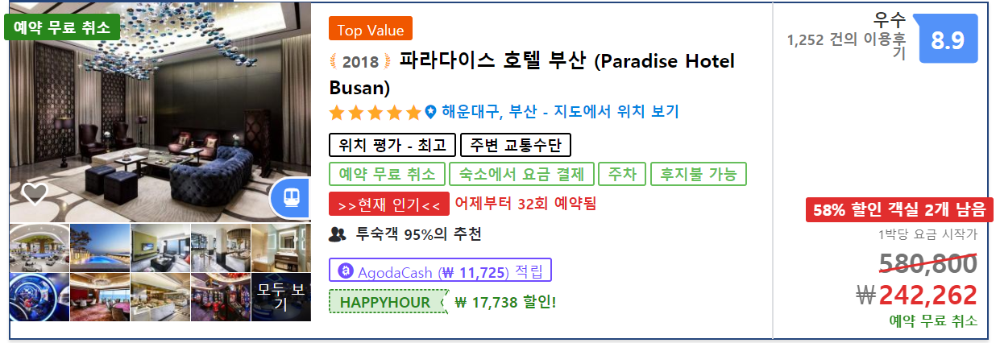 예약 무료 취소
모두 보
기
Top Value
2018 파라다이스 호텔 부산 (Paradise Hotel
Busan)
해운대구, 부산 - 지도에서 위치 보기
위치 평가 - 최고 주변 교통수단
예약 무료 취소 숙소에서 요금 결제 주차 후지불 가능
>>현재 인기<< 어제부터 32회 예약됨
투숙객 95%의 추천
a AgodaCash (₩ 11,725) 적립
HAPPYHOUR ₩ 17,738 할인!
우수
1,252 건의 이용후
기
8.9
58% 할인 객실 2개 남음
1박당 요금 시작가
580,800
₩242,262
예약 무료 취소